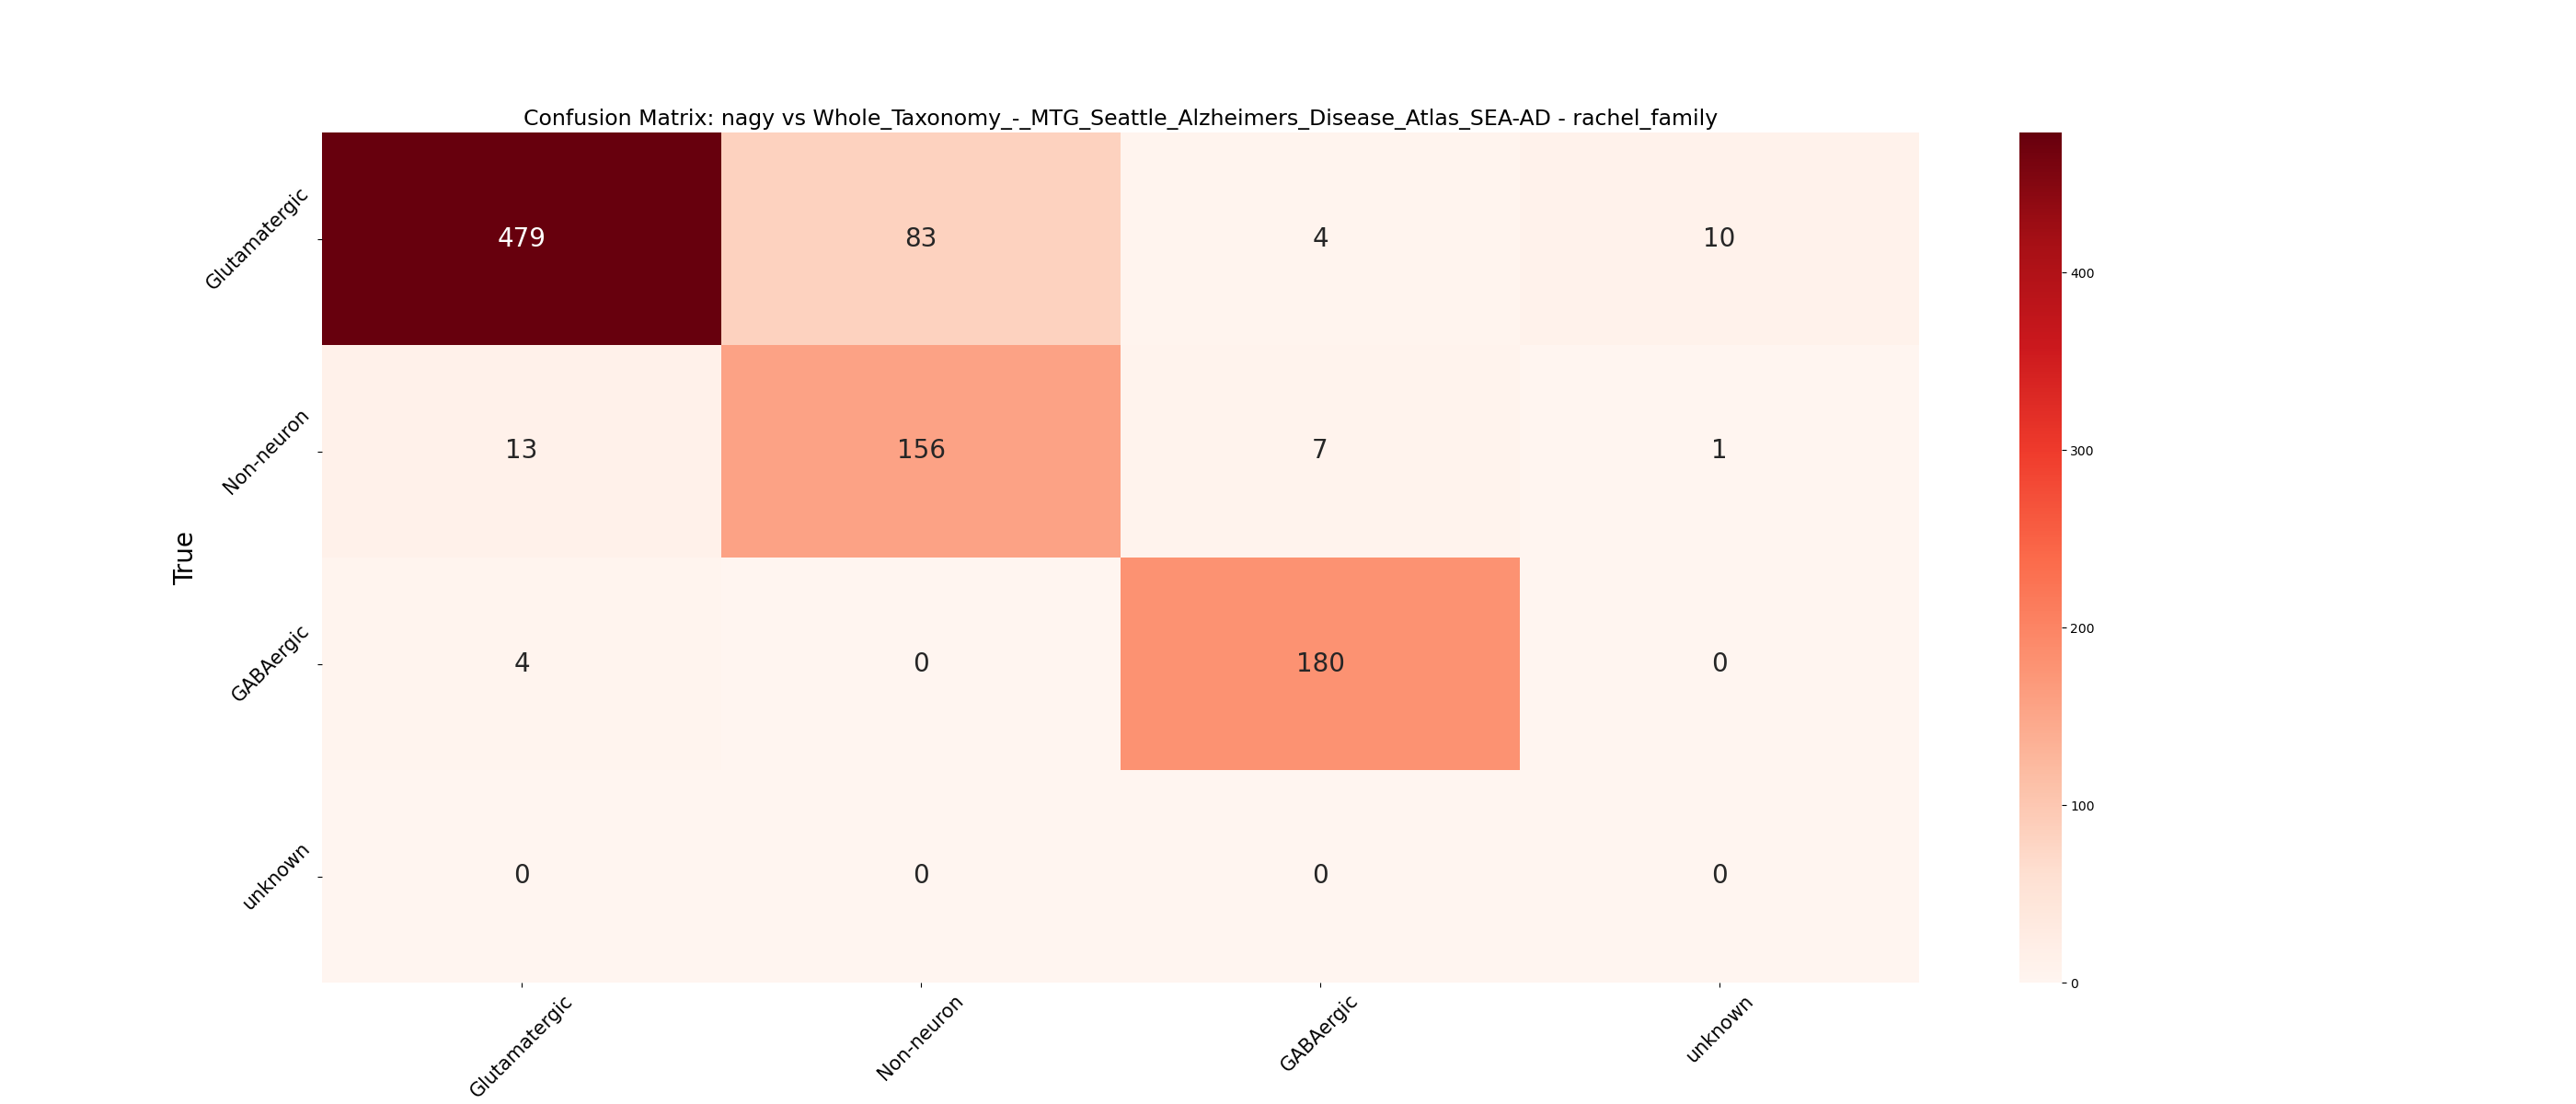 Confusion Matrix: nagy vs Whole_Taxonomy_-_MTG_Seattle_Alzheimers_Disease_Atlas_SEA-AD - rachel_family
Glutamatergic
479 83 4 10
Non-neuron
13 156 7 1
True
GABAergic
4 0 180 0
unknown
0 0 0 0
Glutamatergic Non-neuron GABAergic unknown
400
300
200
100
0